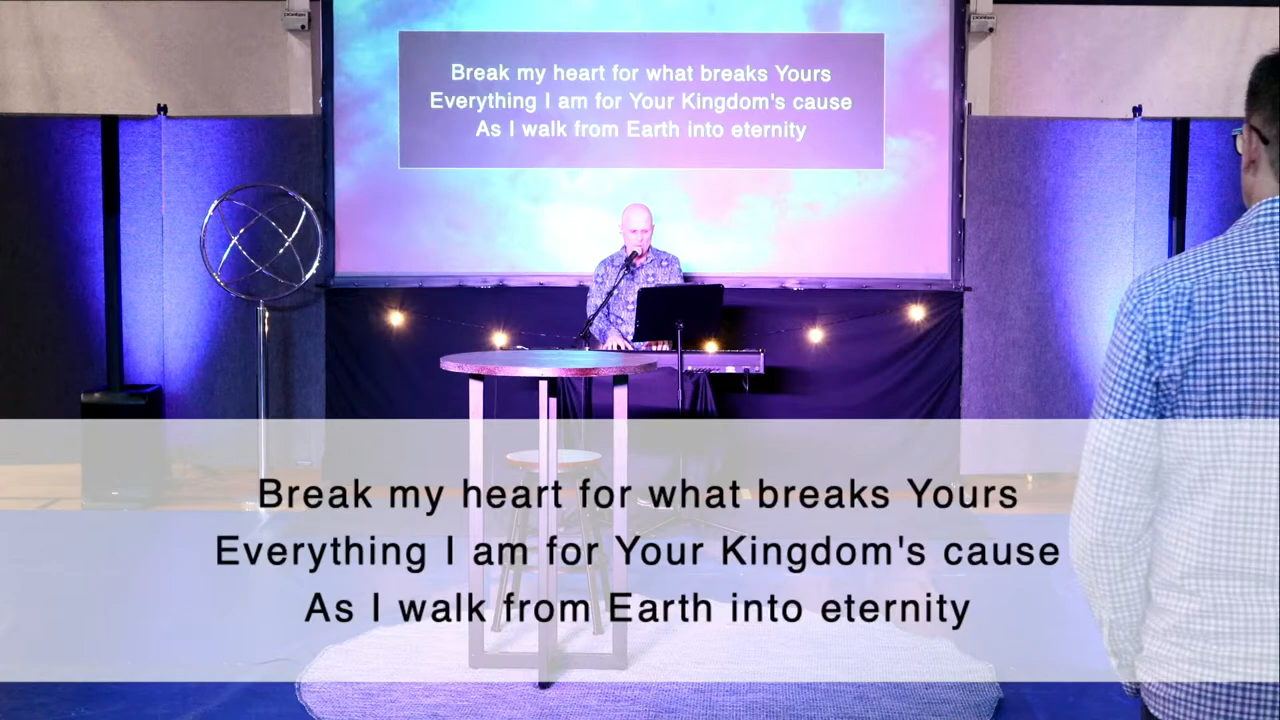 Break my heart for what breaks Yours
Everything I am for Your Kingdom's cause
As I walk from Earth into eternity
Break my heart for what breaks Yours
Everything I am for Your Kingdom's cause
As I walk from Earth into eternity